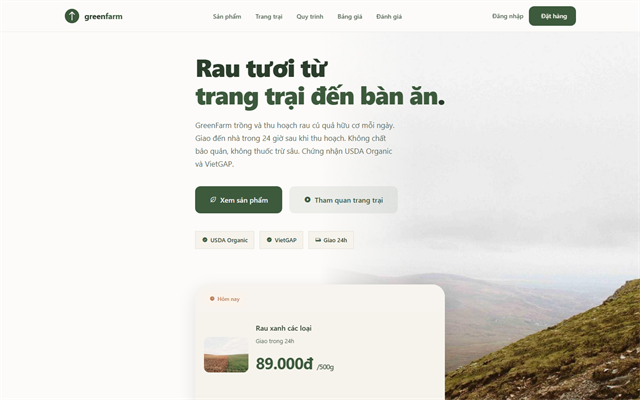 greenfarm
Sản phẩm
Trang trại
Quy trình
Bảng giá
Đánh giá
Đăng nhập
Đặt hàng
Rau tươi từ
trang trại đến bàn ăn.
GreenFarm trồng và thu hoạch rau củ quả hữu cơ mỗi ngày.
Giao đến nhà trong 24 giờ sau khi thu hoạch. Không chất
bảo quản, không thuốc trừ sâu. Chứng nhận USDA Organic
và VietGAP.
Xem sản phẩm
Tham quan trang trại
USDA Organic
VietGAP
Giao 24h
Hôm nay
Rau xanh các loại
Giao trong 24h
89.000đ /500g